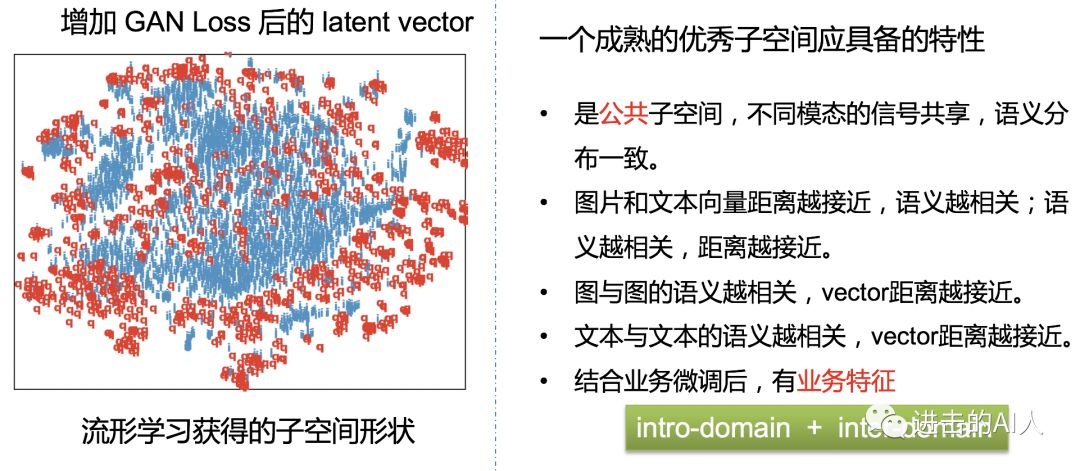 增加 GAN Loss 后的 latent vector
流形学习获得的子空间形状
一个成熟的优秀子空间应具备的特性
• 是公共子空间，不同模态的信号共享，语义分
布一致。
• 图片和文本向量距离越接近，语义越相关；语
义越相关，距离越接近。
• 图与图的语义越相关，vector距离越接近。
• 文本与文本的语义越相关，vector距离越接近。
• 结合业务微调后，有业务特征
intro-domain + inter-domain
进击的AI人